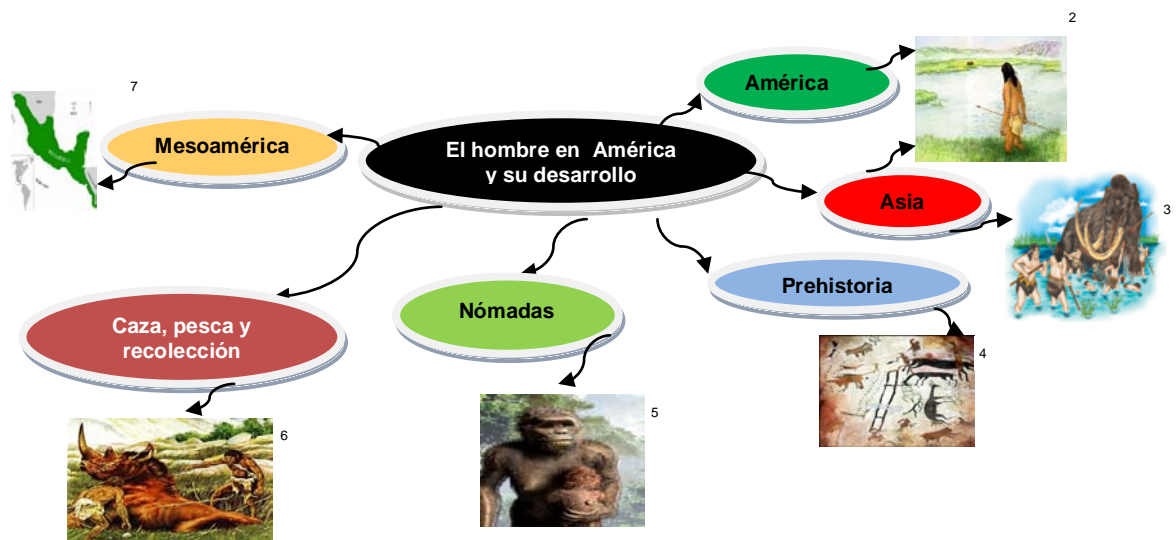 2
América
7
Mesoamérica
El hombre en América
y su desarrollo
Asia
3
Prehistoria
Nómadas
Caza, pesca y
recolección
4
5
6